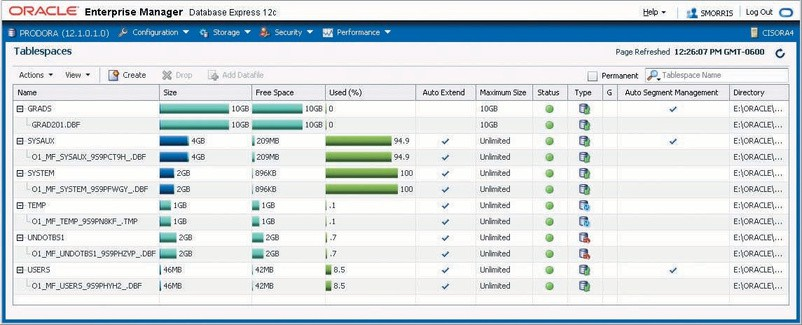 ORACLE Enterprise Manager Database Express 12c Help SMORRIS Log Out
PRODORA (12.1.0.1.0) Configuration Storage Security Performance CISORA4
Tablespaces Page Refreshed 12:26:07 PM GMT-0600
Actions View Create Drop Add Datafile Permanent Tablespace Name
Name Size Free Space Used (%) Auto Extend Maximum Size Status Type G Auto Segment Management Directory
GRADS 10GB 10GB 0 10GB E:\ORACLE\...
GRAD201.DBF 10GB 10GB 0 10GB E:\ORACLE\...
SYSAUX 4GB 209MB 94.9 Unlimited E:\ORACLE\...
O1_MF_SYSAUX_9S9PCT9H_.DBF 4GB 209MB 94.9 Unlimited E:\ORACLE\...
SYSTEM 2GB 896KB 100 Unlimited E:\ORACLE\...
O1_MF_SYSTEM_9S9PFWGY_.DBF 2GB 896KB 100 Unlimited E:\ORACLE\...
TEMP 1GB 1GB .1 Unlimited E:\ORACLE\...
O1_MF_TEMP_9S9PN8KF_.TMP 1GB 1GB .1 Unlimited E:\ORACLE\...
UNDOTBS1 2GB 2GB .7 Unlimited E:\ORACLE\...
O1_MF_UNDOTBS1_9S9PHZVP_.DBF 2GB 2GB .7 Unlimited E:\ORACLE\...
USERS 46MB 42MB 8.5 Unlimited E:\ORACLE\...
O1_MF_USERS_9S9PHYH2_.DBF 46MB 42MB 8.5 Unlimited E:\ORACLE\...